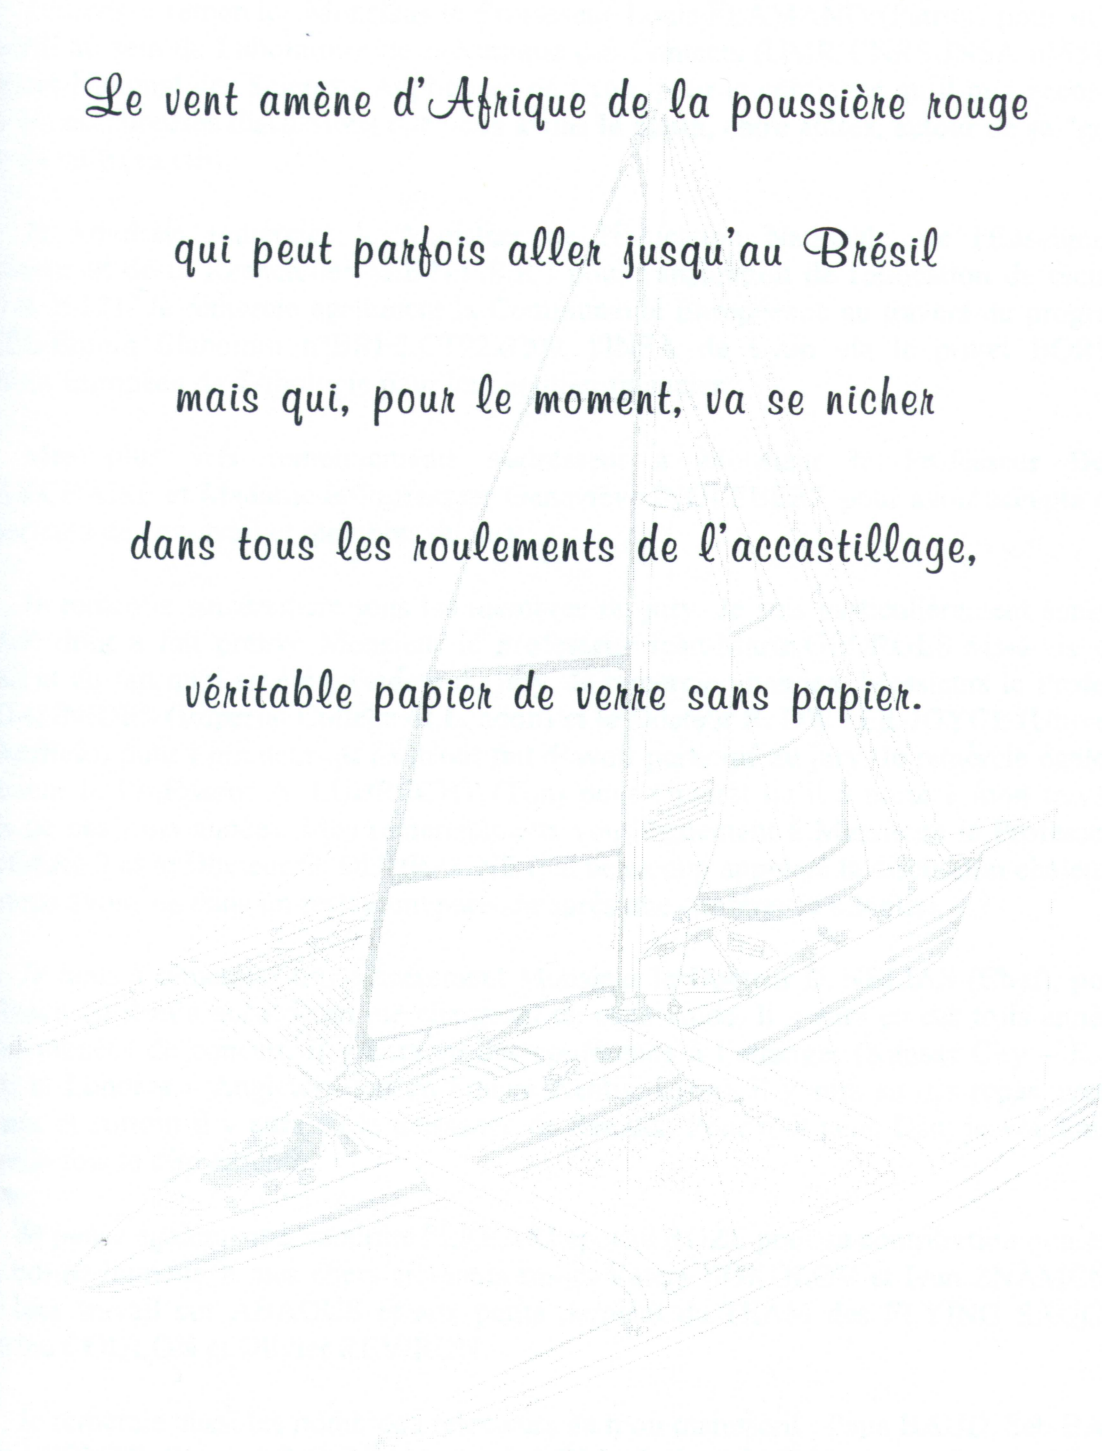 Le vent amène d'Afrique de la poussière rouge
qui peut parfois aller jusqu'au Brésil
mais qui, pour le moment, va se nicher
dans tous les roulements de l'accastillage,
véritable papier de verre sans papier.